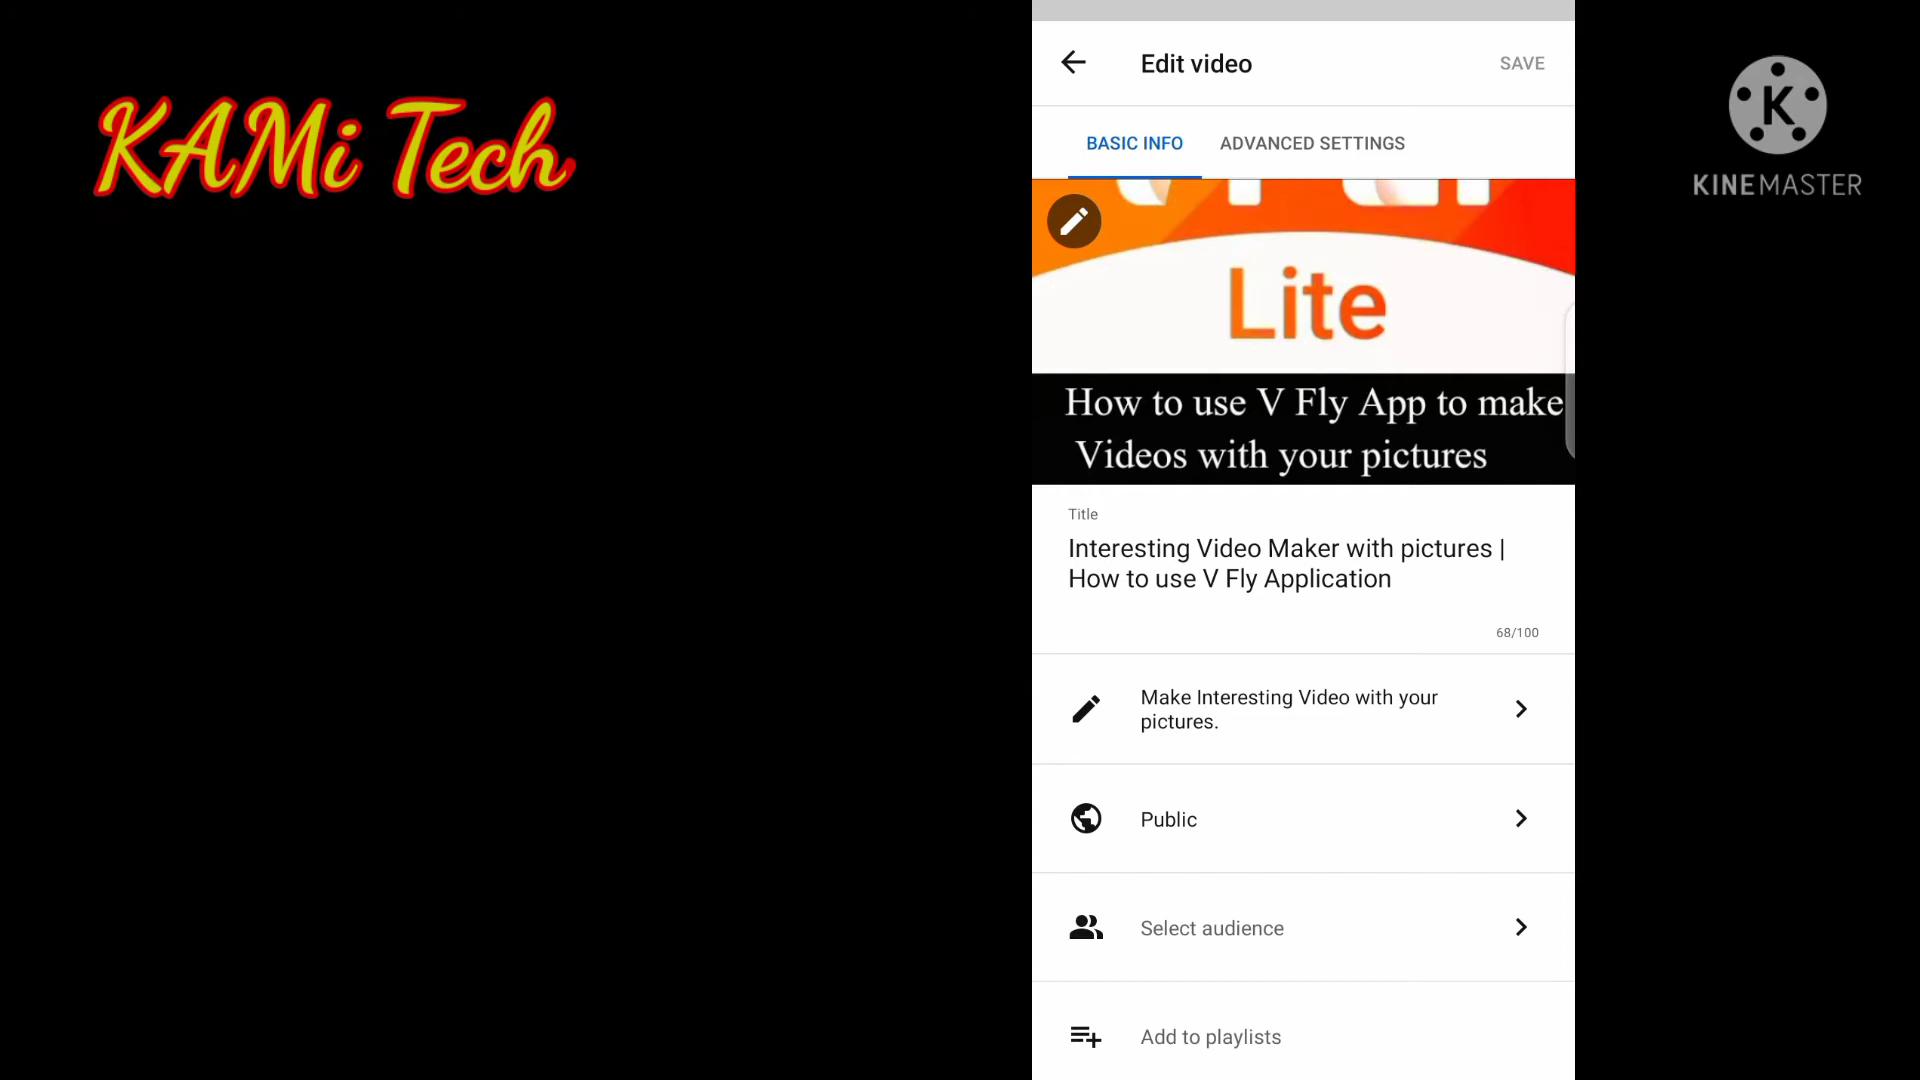 KAMi Tech
Edit video
SAVE
BASIC INFO
ADVANCED SETTINGS
Lite
How to use V Fly App to make
Videos with your pictures
Title
Interesting Video Maker with pictures |
How to use V Fly Application
68/100
Make Interesting Video with your
pictures.
Public
Select audience
Add to playlists
K
KINEMASTER